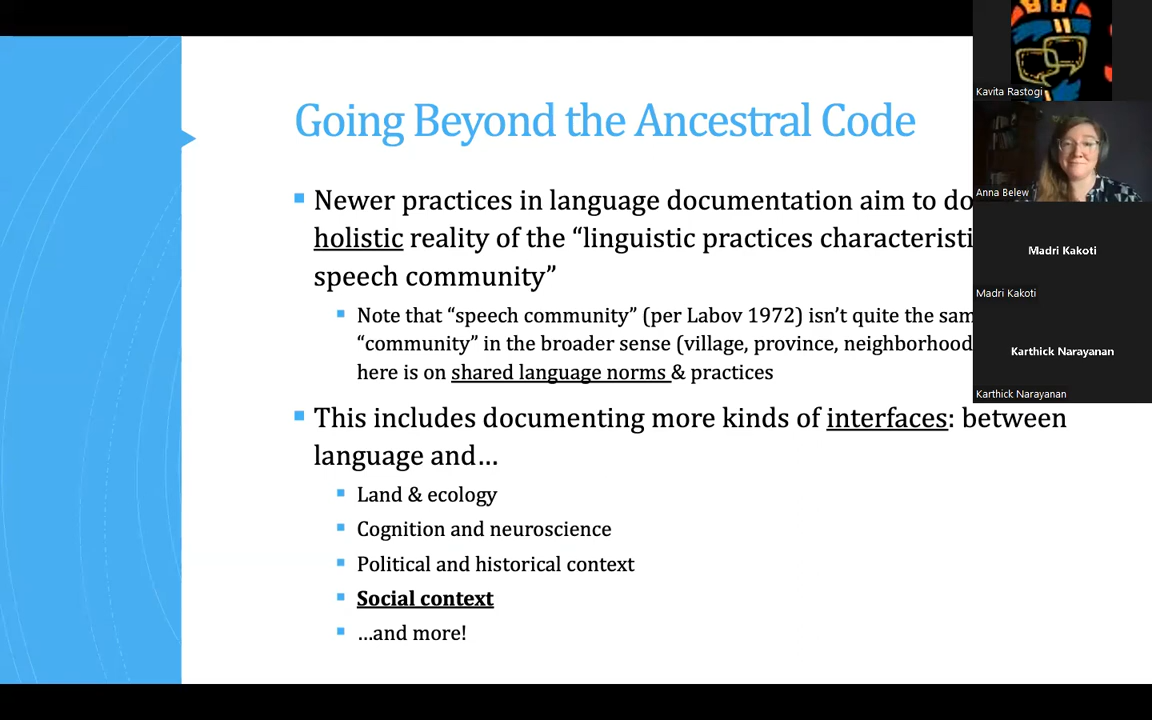 Going Beyond the Ancestral Code
Newer practices in language documentation aim to do
holistic reality of the “linguistic practices characteristi
speech community”
Note that “speech community” (per Labov 1972) isn’t quite the sam
“community” in the broader sense (village, province, neighborhood
here is on shared language norms & practices
This includes documenting more kinds of interfaces: between
language and…
Land & ecology
Cognition and neuroscience
Political and historical context
Social context
…and more!
Kavita Rastogi
Anna Belew
Madri Kakoti
Madri Kakoti
Karthick Narayanan
Karthick Narayanan